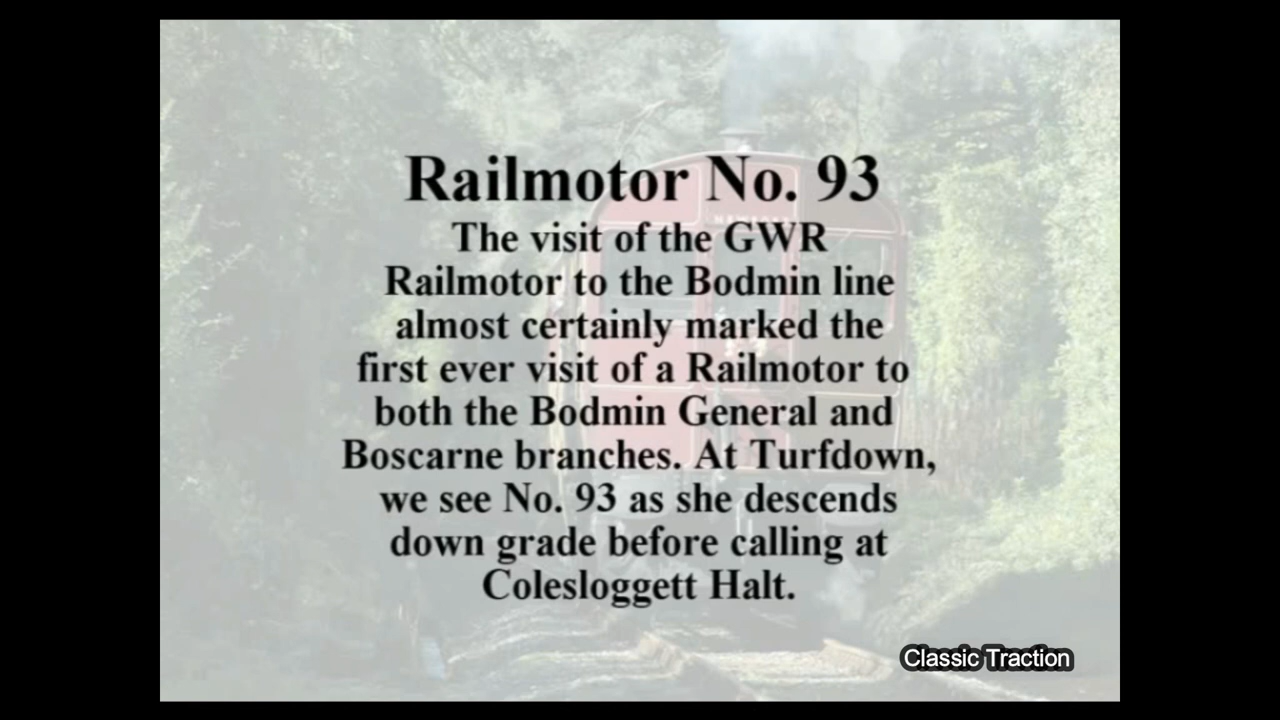 Railmotor No. 93
The visit of the GWR
Railmotor to the Bodmin line
almost certainly marked the
first ever visit of a Railmotor to
both the Bodmin General and
Boscarne branches. At Turfdown,
we see No. 93 as she descends
down grade before calling at
Colesloggett Halt.
Classic Traction